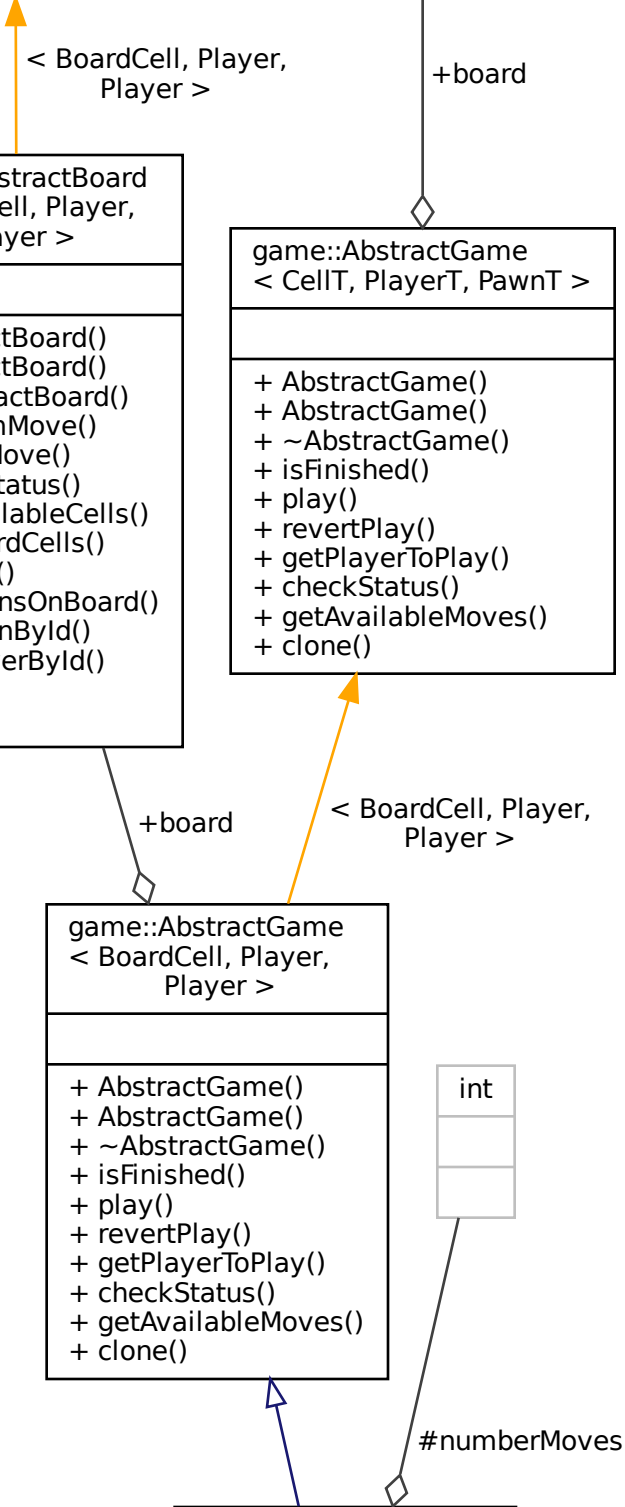 < BoardCell, Player,
Player >
+board
stractBoard
ell, Player,
ayer >
ctBoard()
ctBoard()
actBoard()
nMove()
Move()
tatus()
lableCells()
rdCells()
()
nsOnBoard()
nById()
erById()
game::AbstractGame
< CellT, PlayerT, PawnT >
+ AbstractGame()
+ AbstractGame()
+ ~AbstractGame()
+ isFinished()
+ play()
+ revertPlay()
+ getPlayerToPlay()
+ checkStatus()
+ getAvailableMoves()
+ clone()
+board
< BoardCell, Player,
Player >
game::AbstractGame
< BoardCell, Player,
Player >
+ AbstractGame()
+ AbstractGame()
+ ~AbstractGame()
+ isFinished()
+ play()
+ revertPlay()
+ getPlayerToPlay()
+ checkStatus()
+ getAvailableMoves()
+ clone()
int
#numberMoves